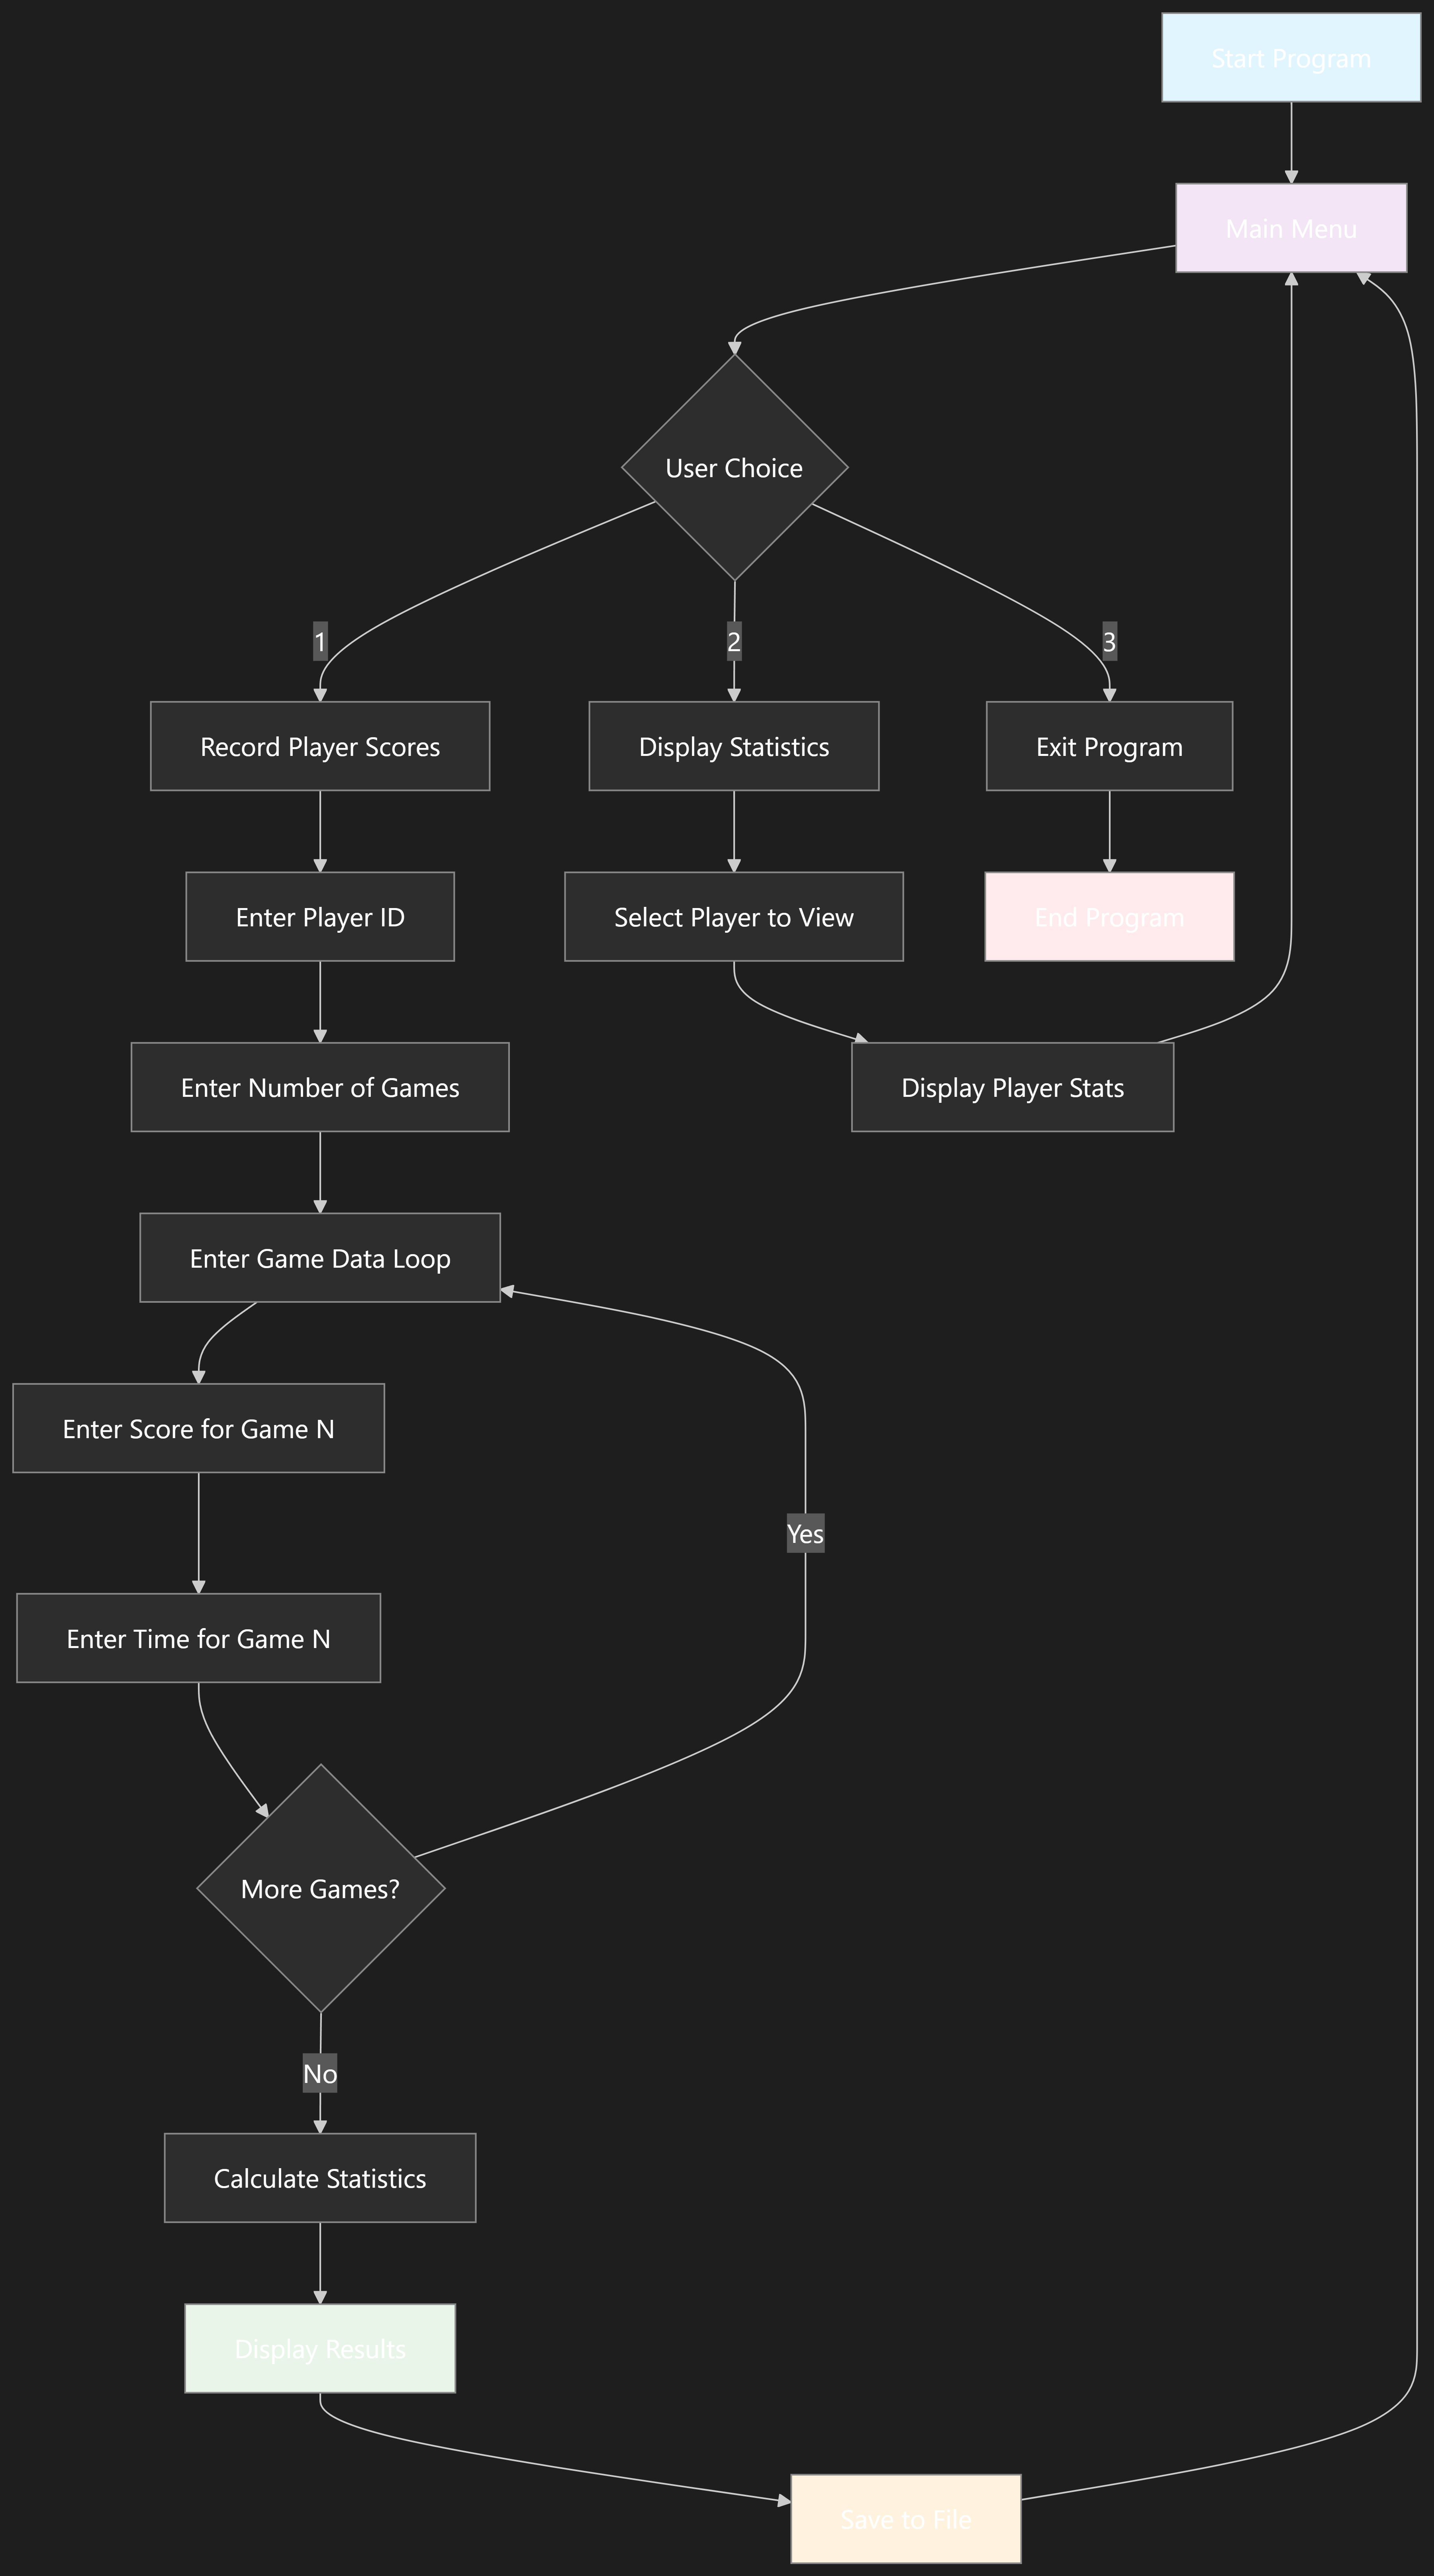 Start Program
Main Menu
User Choice
1
2
3
Record Player Scores
Display Statistics
Exit Program
Enter Player ID
Select Player to View
End Program
Enter Number of Games
Display Player Stats
Enter Game Data Loop
Enter Score for Game N
Yes
Enter Time for Game N
More Games?
No
Calculate Statistics
Display Results
Save to File